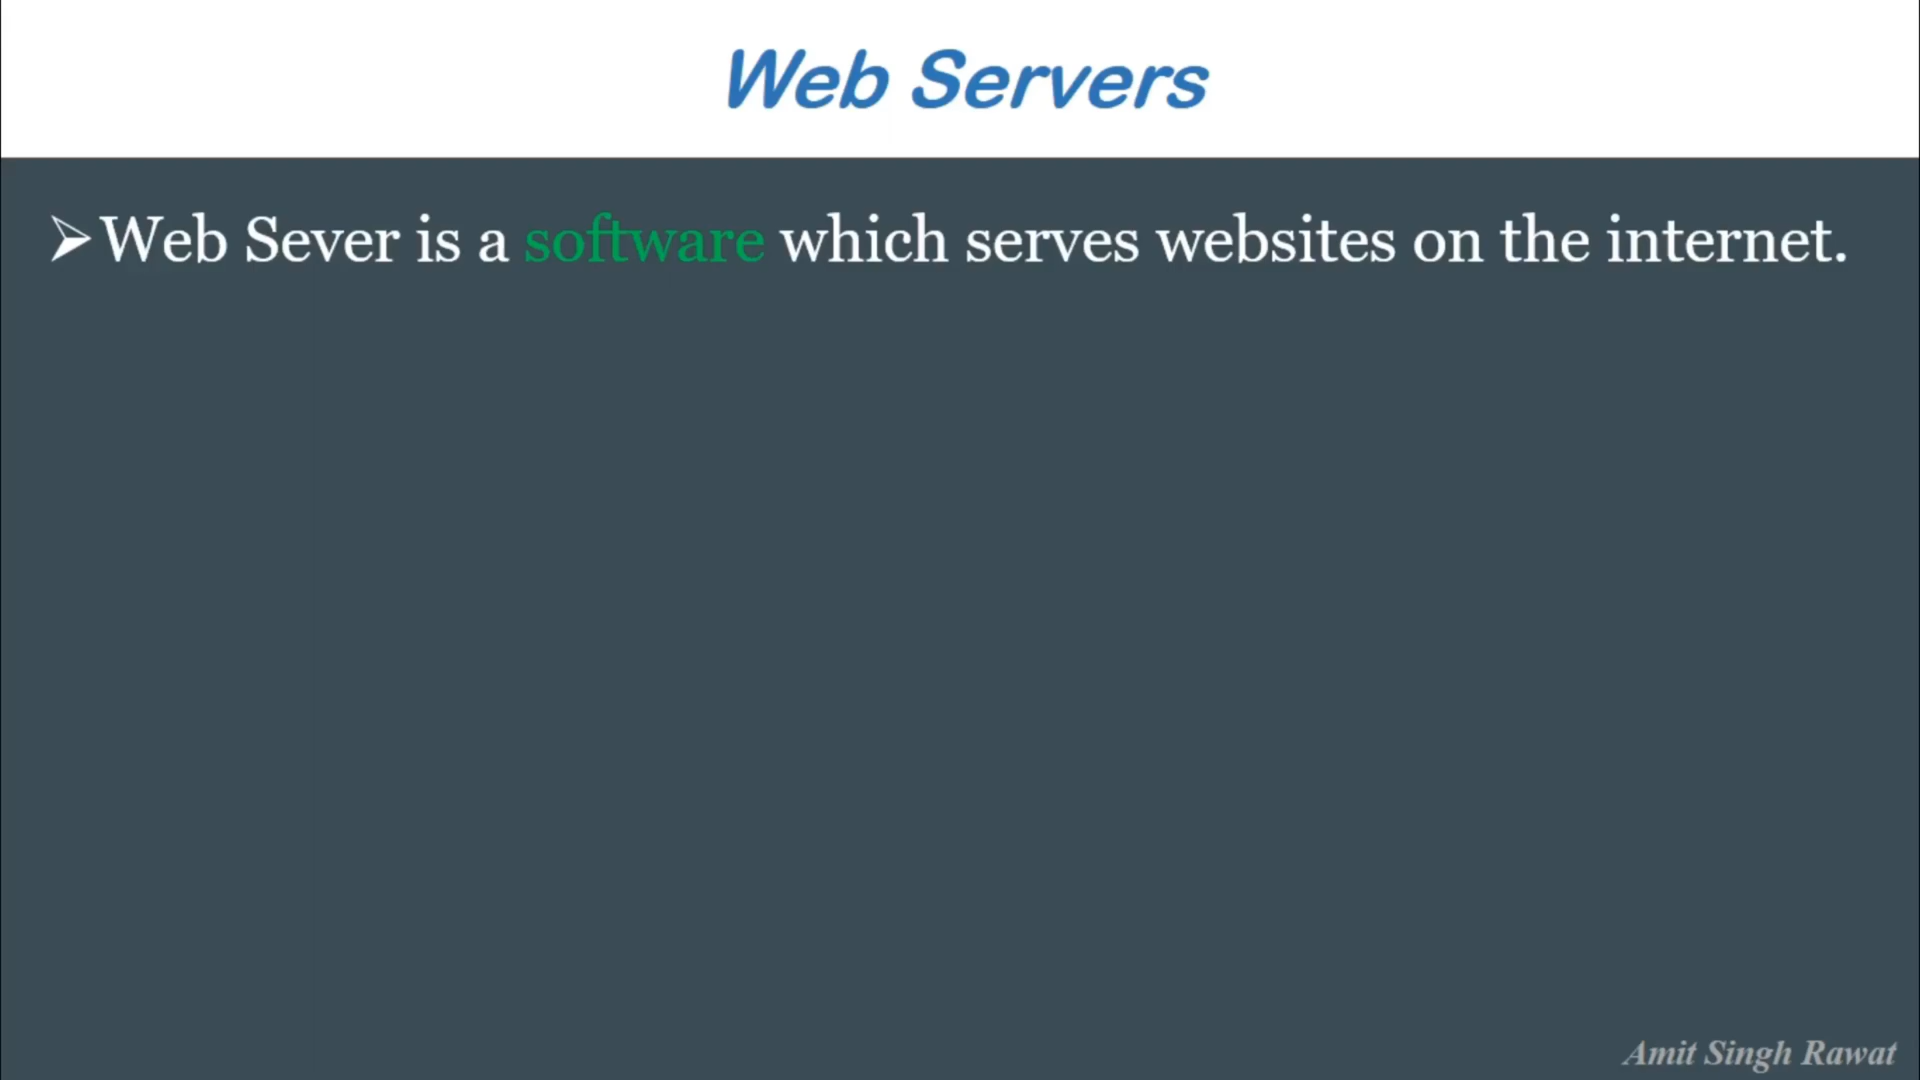 Web Servers
➢Web Sever is a software which serves websites on the internet.
Amit Singh Rawat